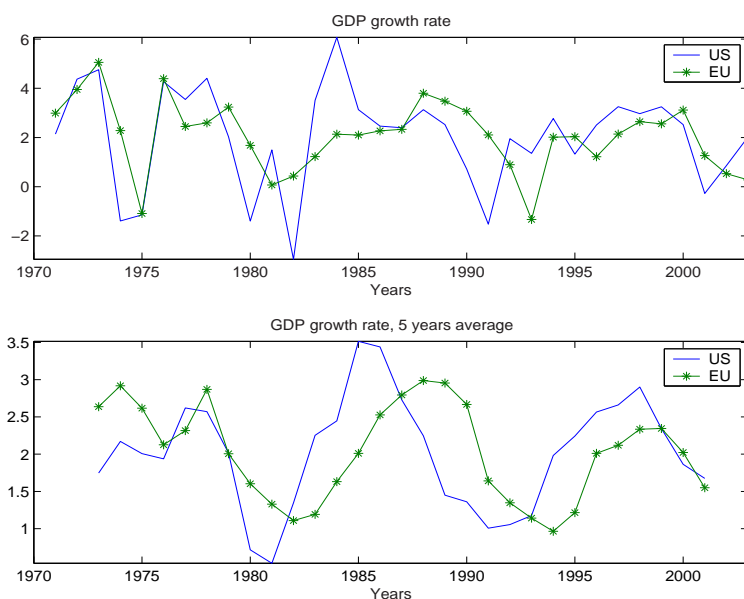 GDP growth rate
6
4
2
0
−2
US
EU
1970 1975 1980 1985 1990 1995 2000
Years
GDP growth rate, 5 years average
3.5
3
2.5
2
1.5
1
US
EU
1970 1975 1980 1985 1990 1995 2000
Years